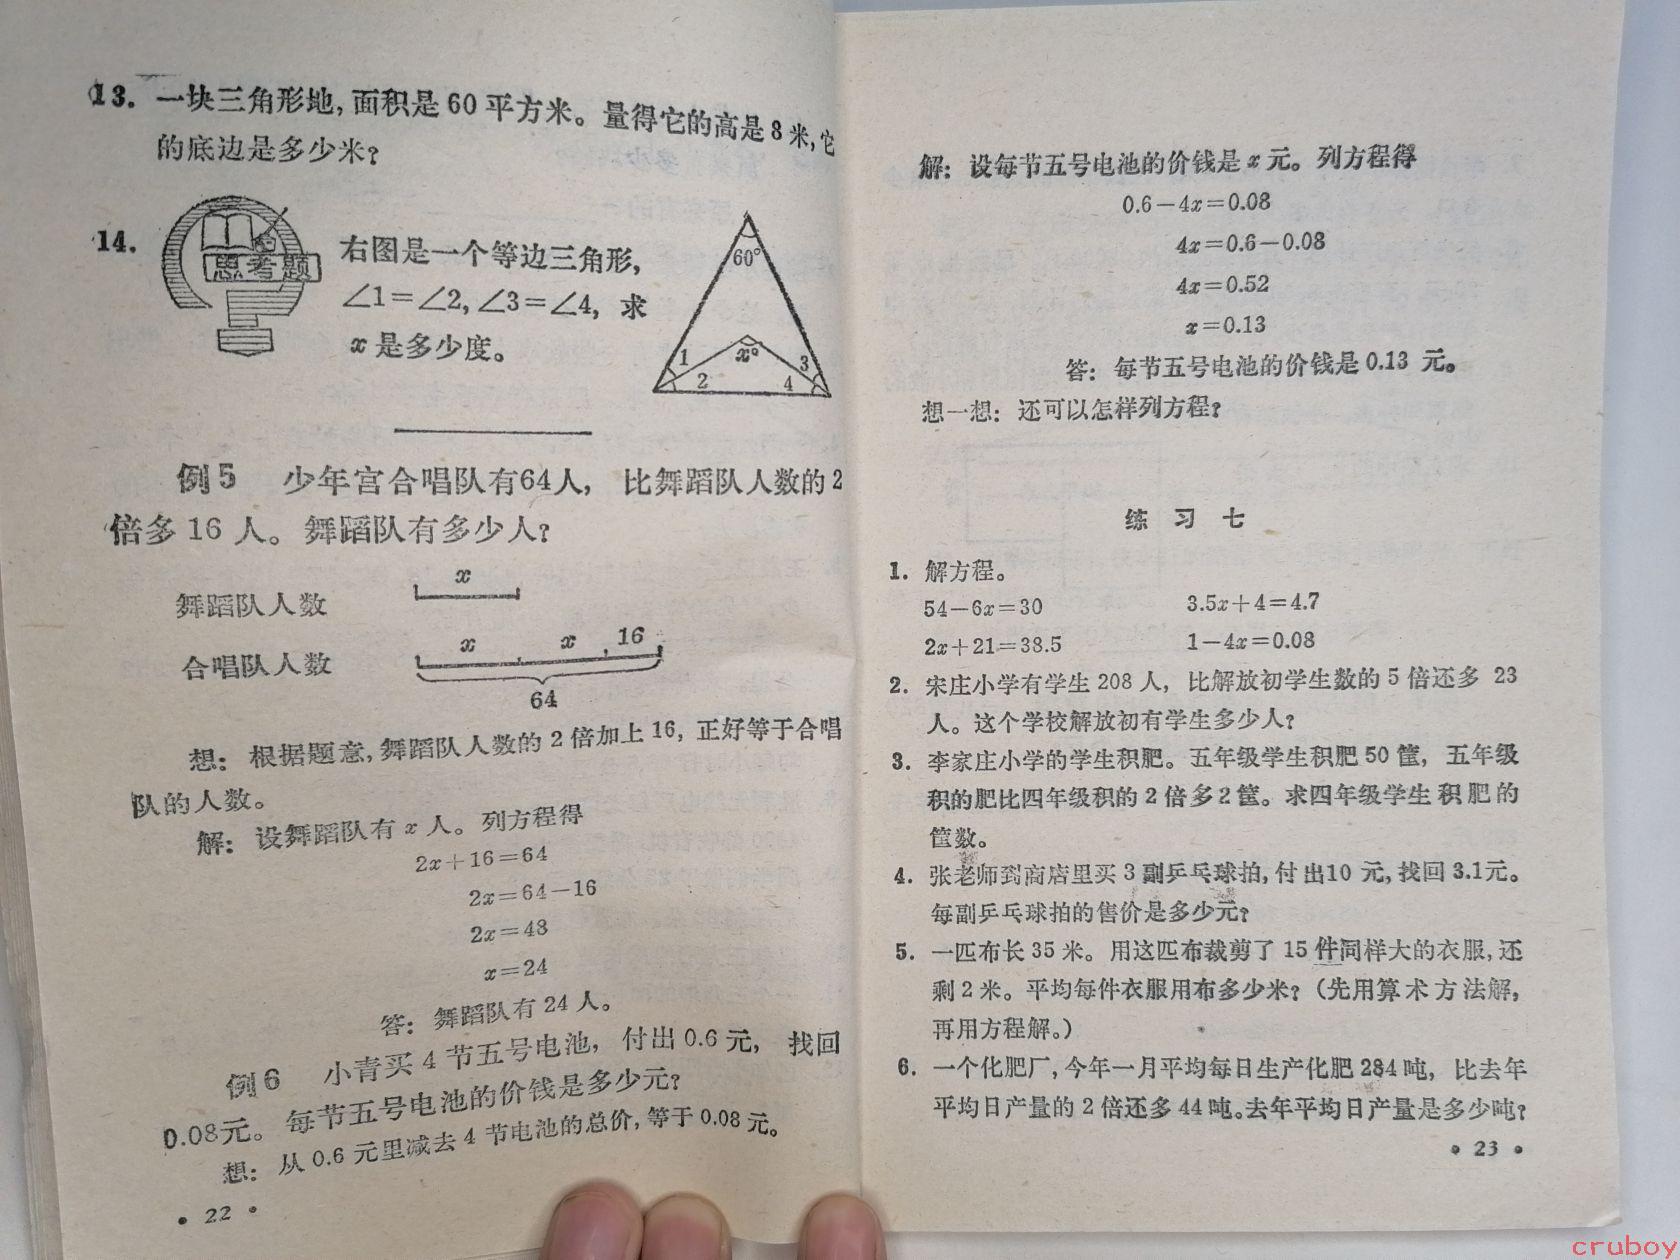 13. 一块三角形地,面积是60平方米。量得它的高是8米,它
的底边是多少米?
14. 思考题 右图是一个等边三角形,
∠1=∠2,∠3=∠4, 求
x是多少度。
60°
x°
1
2
3
4
例5 少年宫合唱队有64人, 比舞蹈队人数的2
倍多16人。舞蹈队有多少人?
舞蹈队人数 x
合唱队人数 x x 16
64
想: 根据题意,舞蹈队人数的2倍加上16, 正好等于合唱
队的人数。
解: 设舞蹈队有x人。列方程得
2x+16=64
2x=64-16
2x=48
x=24
答: 舞蹈队有24人。
例6 小青买4节五号电池, 付出0.6元, 找回
0.08元。每节五号电池的价钱是多少元?
想: 从0.6元里减去4节电池的总价,等于0.08元。
• 22 •
解: 设每节五号电池的价钱是x元。列方程得
0.6-4x=0.08
4x=0.6-0.08
4x=0.52
x=0.13
答: 每节五号电池的价钱是0.13元。
想一想: 还可以怎样列方程?
练习七
1. 解方程。
54-6x=30 3.5x+4=4.7
2x+21=38.5 1-4x=0.08
2. 宋庄小学有学生208人, 比解放初学生数的5倍还多23
人。这个学校解放初有学生多少人?
3. 李家庄小学的学生积肥。五年级学生积肥50筐, 五年级
积的肥比四年级积的2倍多2筐。求四年级学生积肥的
筐数。
4. 张老师到商店里买3副乒乓球拍,付出10元,找回3.1元。
每副乒乓球拍的售价是多少元?
5. 一匹布长35米。用这匹布裁剪了15件同样大的衣服,还
剩2米。平均每件衣服用布多少米?(先用算术方法解,
再用方程解。)
6. 一个化肥厂,今年一月平均每日生产化肥284吨, 比去年
平均日产量的2倍还多44吨。去年平均日产量是多少吨?
• 23 •
cruboy